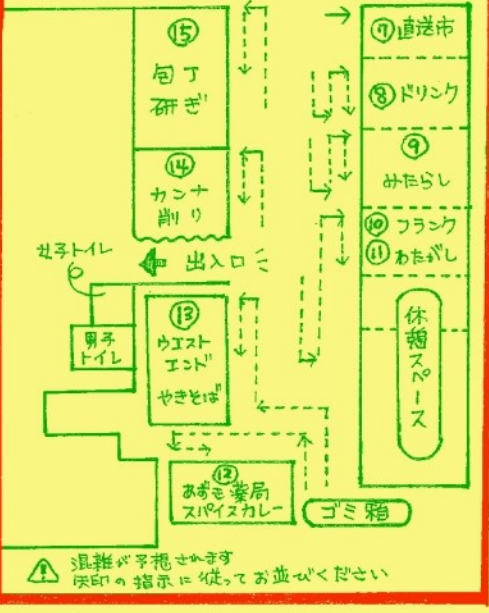 ⑮
包丁
研ぎ
⑭
カンナ
削り
出入口
女子トイレ
男子
トイレ
⑬
ウエスト
エンド
やきそば
⑫
あずも薬局
スパイスカレー
ゴミ箱
⑦直送市
⑧ドリンク
⑨
みたらし
⑩フランク
⑪わたがし
休憩スペース
混雑が予想されます
矢印の指示に従ってお並びください